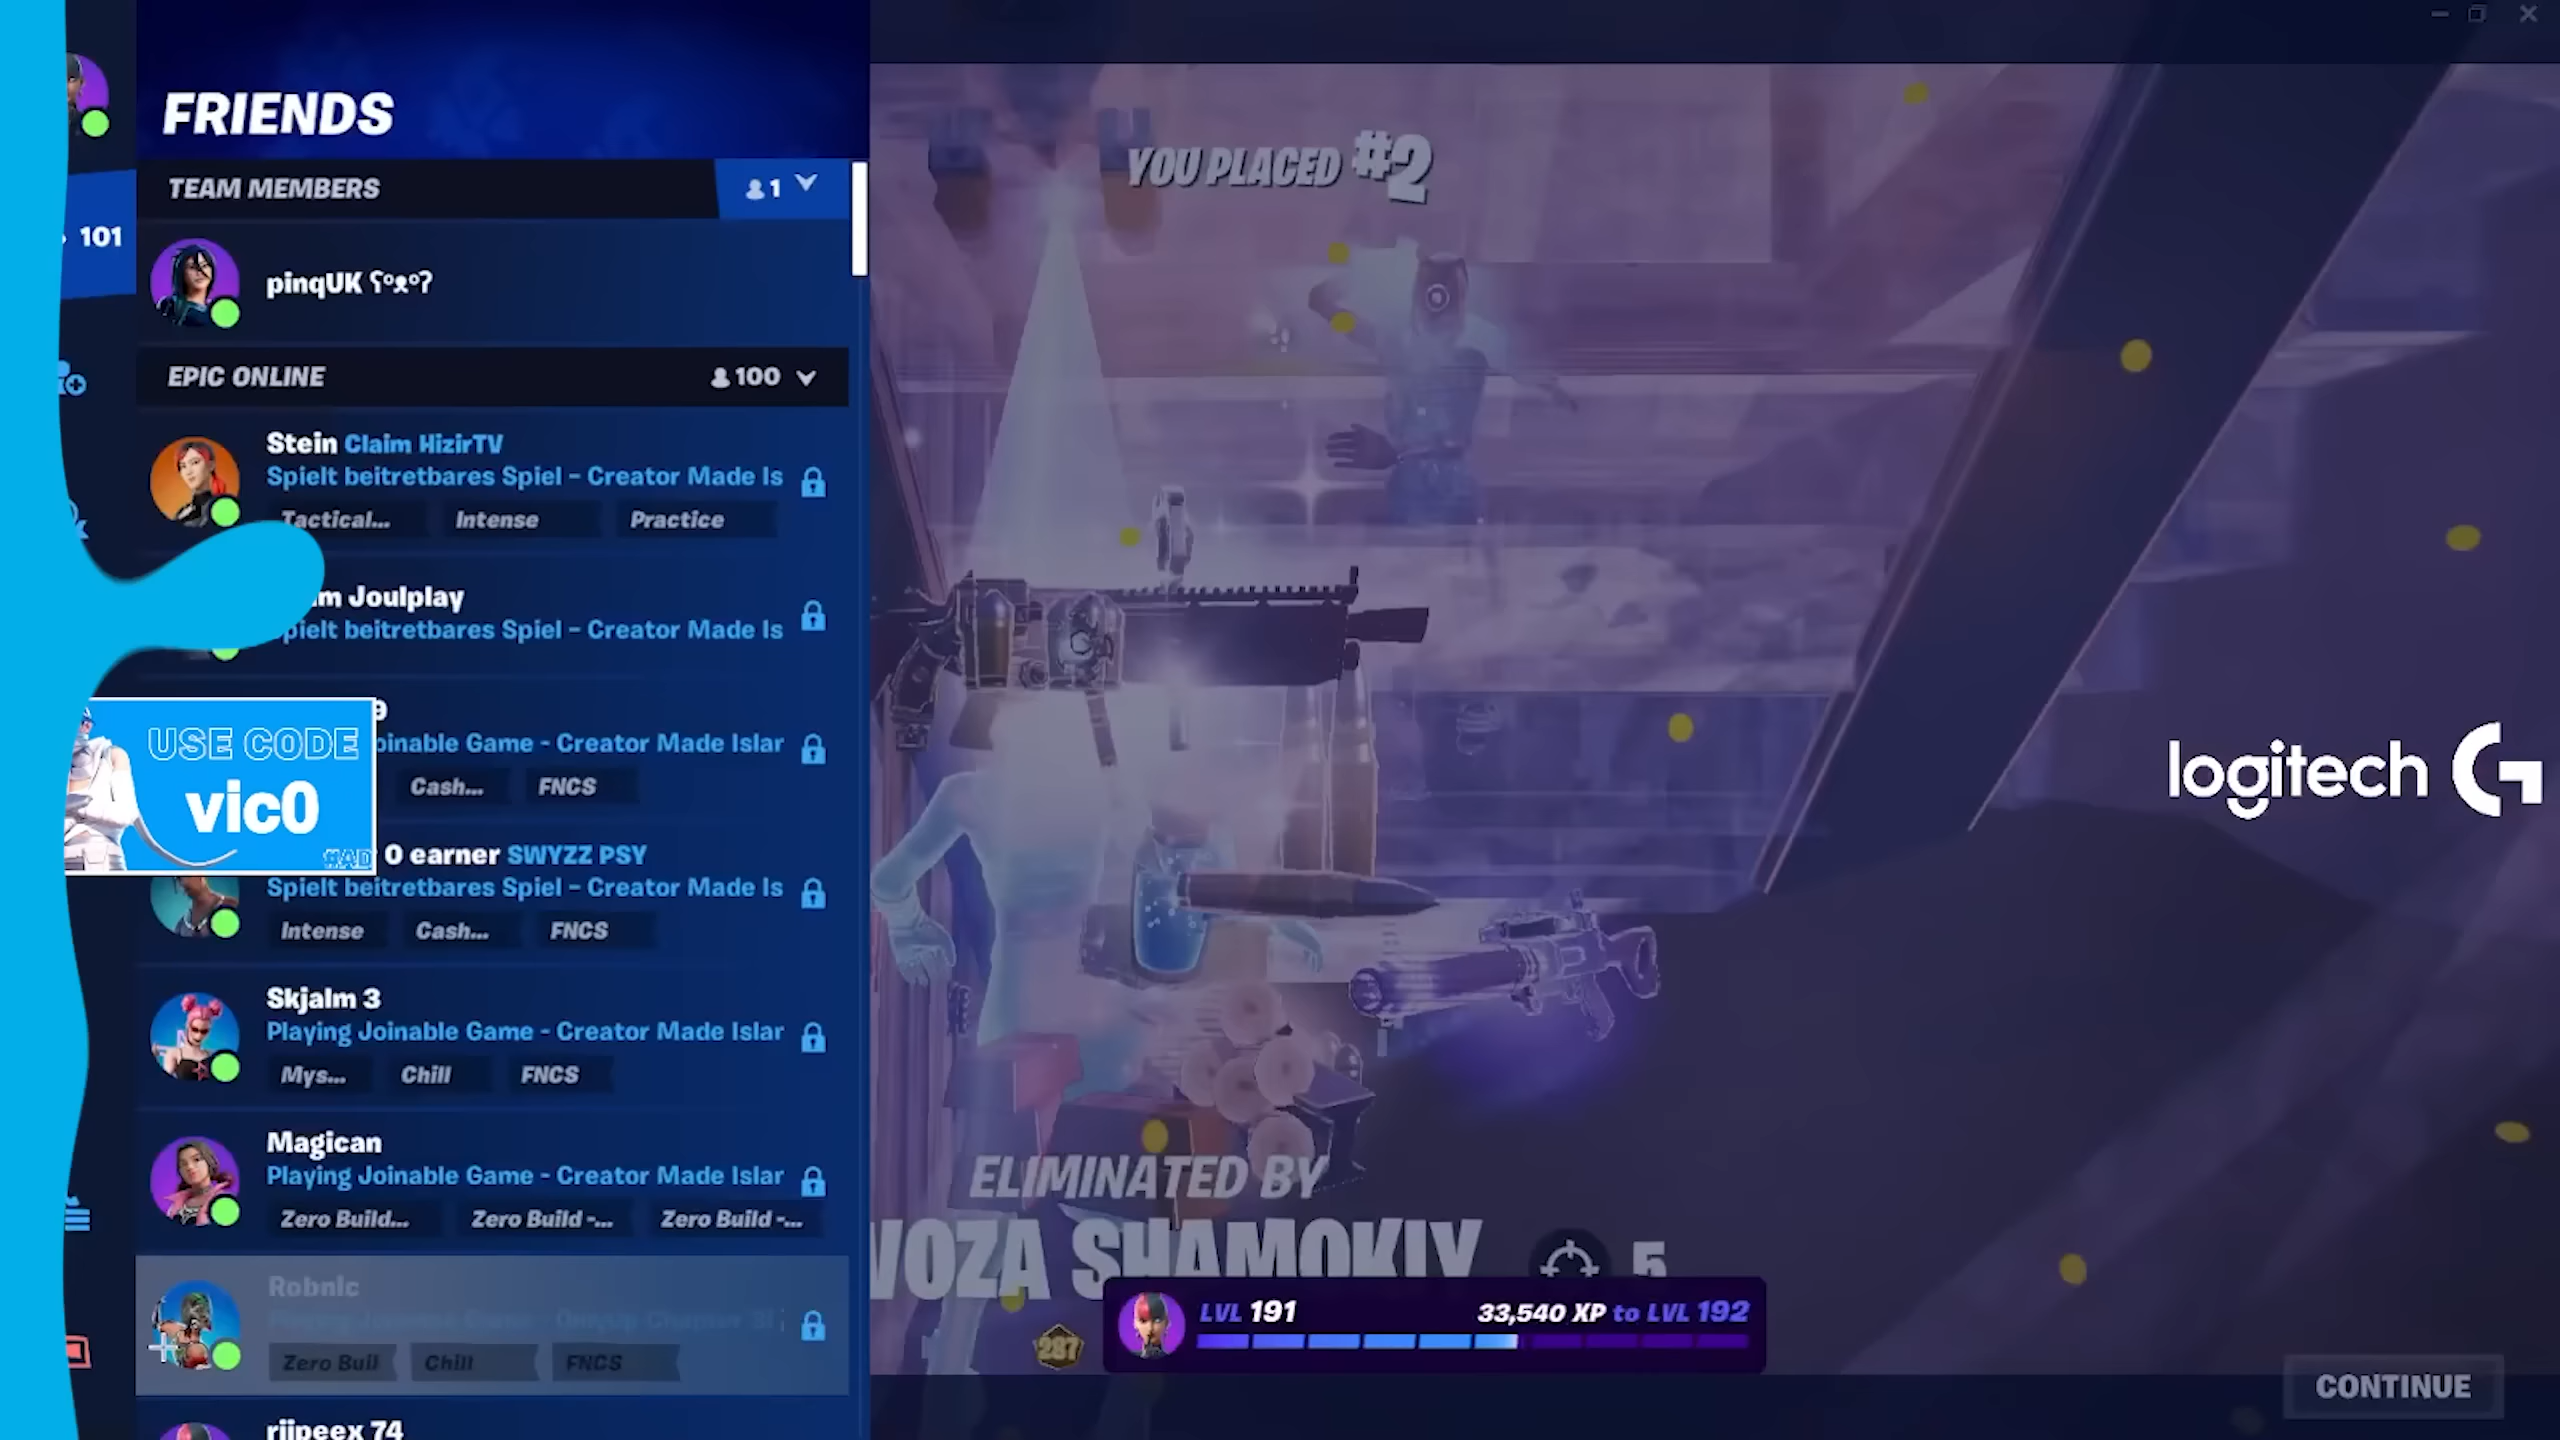 FRIENDS
TEAM MEMBERS
1
101
pinqUK ʕºᴥºʔ
EPIC ONLINE
100
Stein Claim HizirTV
Spielt beitretbares Spiel - Creator Made Is
Tactical...
Intense
Practice
Joulplay
beitretbares Spiel - Creator Made Is
Game - Creator Made Islar
Cash...
FNCS
USE CODE
vic0
#AD
0 earner SWYZZ PSY
Spielt beitretbares Spiel - Creator Made Is
Intense
Cash...
FNCS
Skjalm 3
Playing Joinable Game - Creator Made Islar
Mys...
Chill
FNCS
Magican
Playing Joinable Game - Creator Made Islar
Zero Build...
Zero Build -...
Zero Build -...
Robnic
Zero Buil
Chill
FNCS
riipeex 74
YOU PLACED #2
logitech G
ELIMINATED BY
VOZA SHAMOKIY
5
287
LVL 191
33,540 XP to LVL 192
CONTINUE